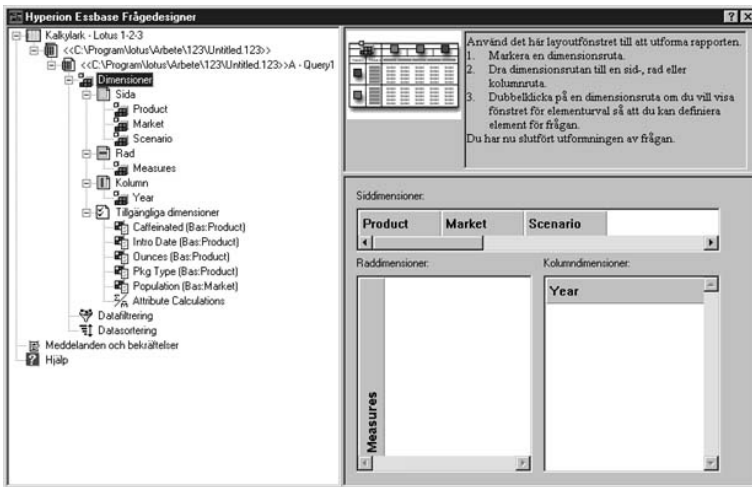 Hyperion Essbase Frågedesigner
Kalkylark - Lotus 1-2-3
<<C:\Program\lotus\Arbete\123\Untitled.123>>
<<C:\Program\lotus\Arbete\123\Untitled.123>>A - Query1
Dimensioner
Sida
Product
Market
Scenario
Rad
Measures
Kolumn
Year
Tillgängliga dimensioner
Caffeinated (Bas:Product)
Intro Date (Bas:Product)
Ounces (Bas:Product)
Pkg Type (Bas:Product)
Population (Bas:Market)
Attribute Calculations
Datafiltrering
Datasortering
Meddelanden och bekräftelser
Hjälp
Använd det här layoutfönstret till att utforma rapporten.
1. Markera en dimensionsruta.
2. Dra dimensionsrutan till en sid-, rad eller
kolumnruta.
3. Dubbelklicka på en dimensionsruta om du vill visa
fönstret för elementurval så att du kan definiera
element för frågan.
Du har nu slutfört utformningen av frågan.
Siddimensioner:
Product Market Scenario
Raddimensioner:
Measures
Kolumndimensioner:
Year